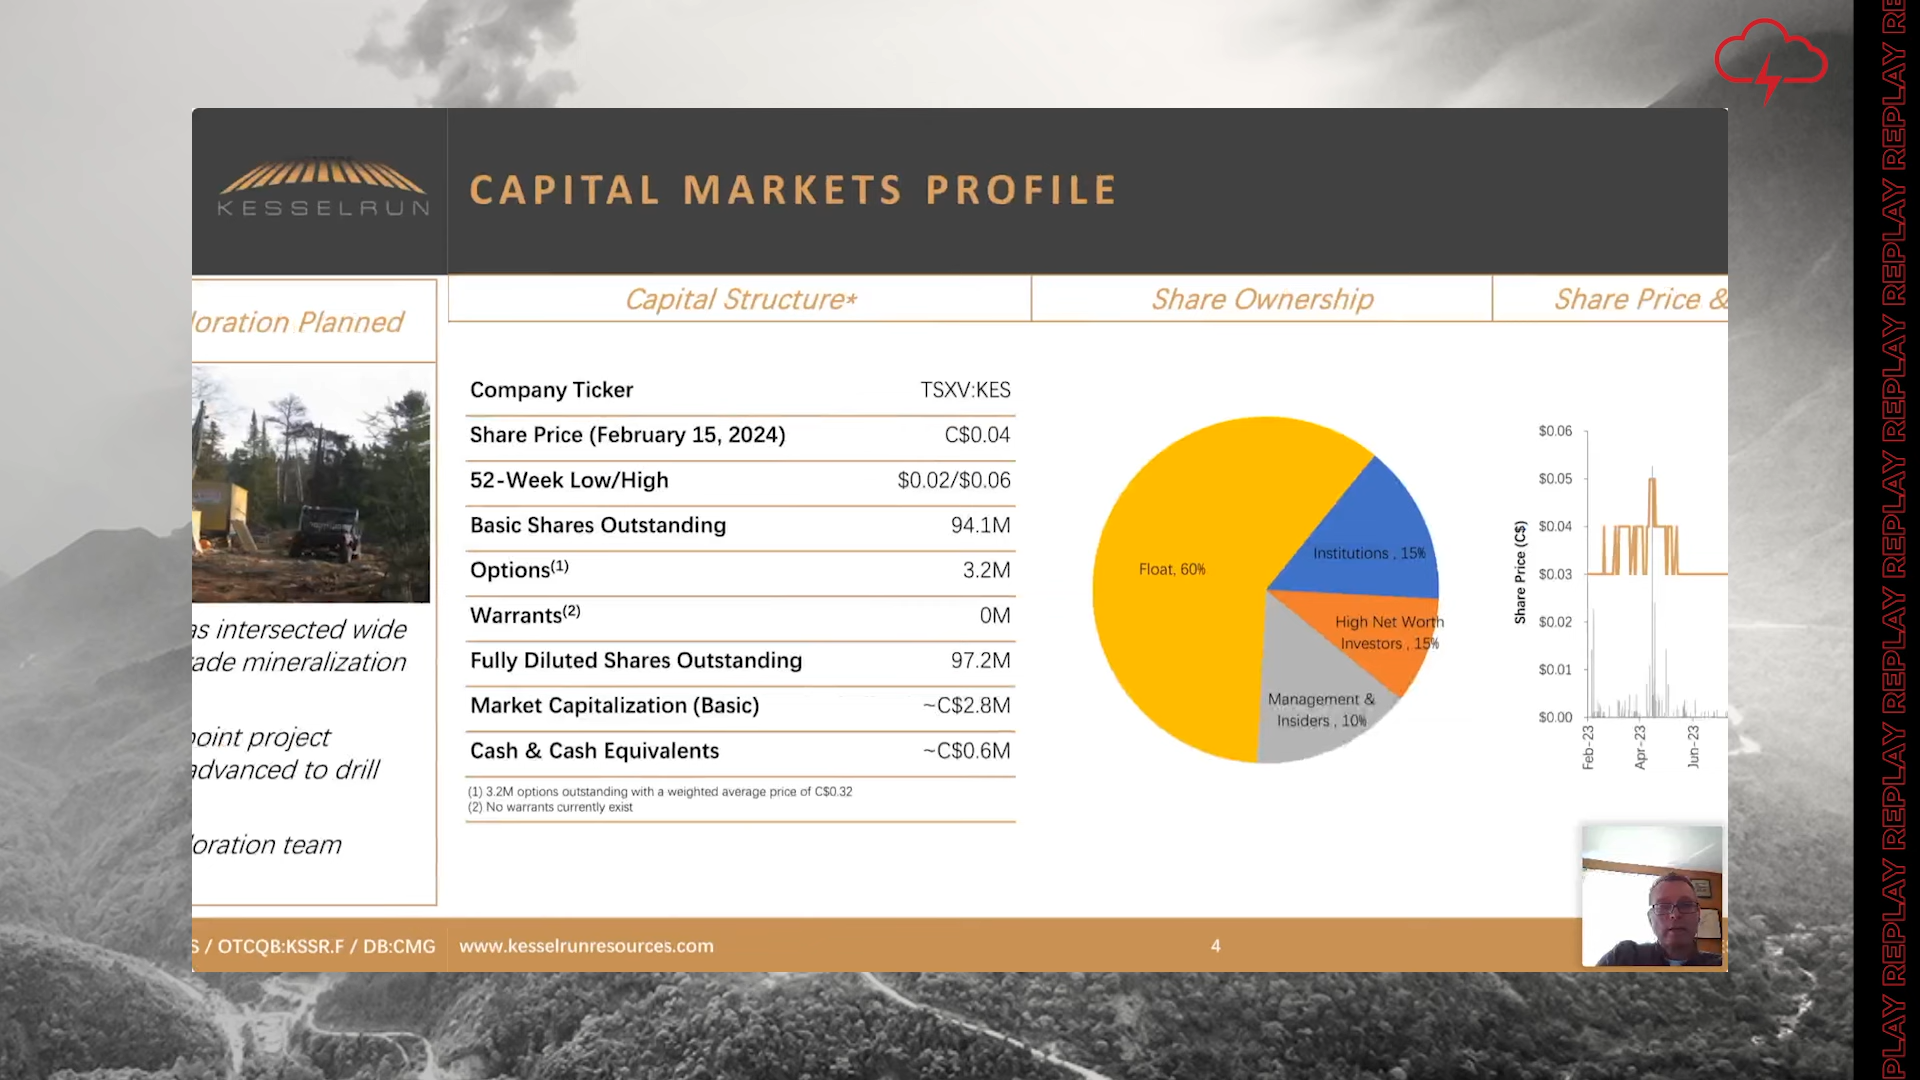 KESSELRUN
CAPITAL MARKETS PROFILE
loration Planned
as intersected wide
ade mineralization
point project
advanced to drill
loration team
Capital Structure*
Company Ticker TSXV:KES
Share Price (February 15, 2024) C$0.04
52-Week Low/High $0.02/$0.06
Basic Shares Outstanding 94.1M
Options(1) 3.2M
Warrants(2) 0M
Fully Diluted Shares Outstanding 97.2M
Market Capitalization (Basic) ~C$2.8M
Cash & Cash Equivalents ~C$0.6M
(1) 3.2M options outstanding with a weighted average price of C$0.32
(2) No warrants currently exist
Share Ownership
Float, 60%
Institutions , 15%
High Net Worth
Investors , 15%
Management &
Insiders , 10%
Share Price &
Share Price (C$)
$0.06
$0.05
$0.04
$0.03
$0.02
$0.01
$0.00
Feb-23
Apr-23
Jun-23
S / OTCQB:KSSR.F / DB:CMG
www.kesselrunresources.com
4
REPLAY REPLAY REPLAY REPLAY REPLAY REPLAY REPLAY